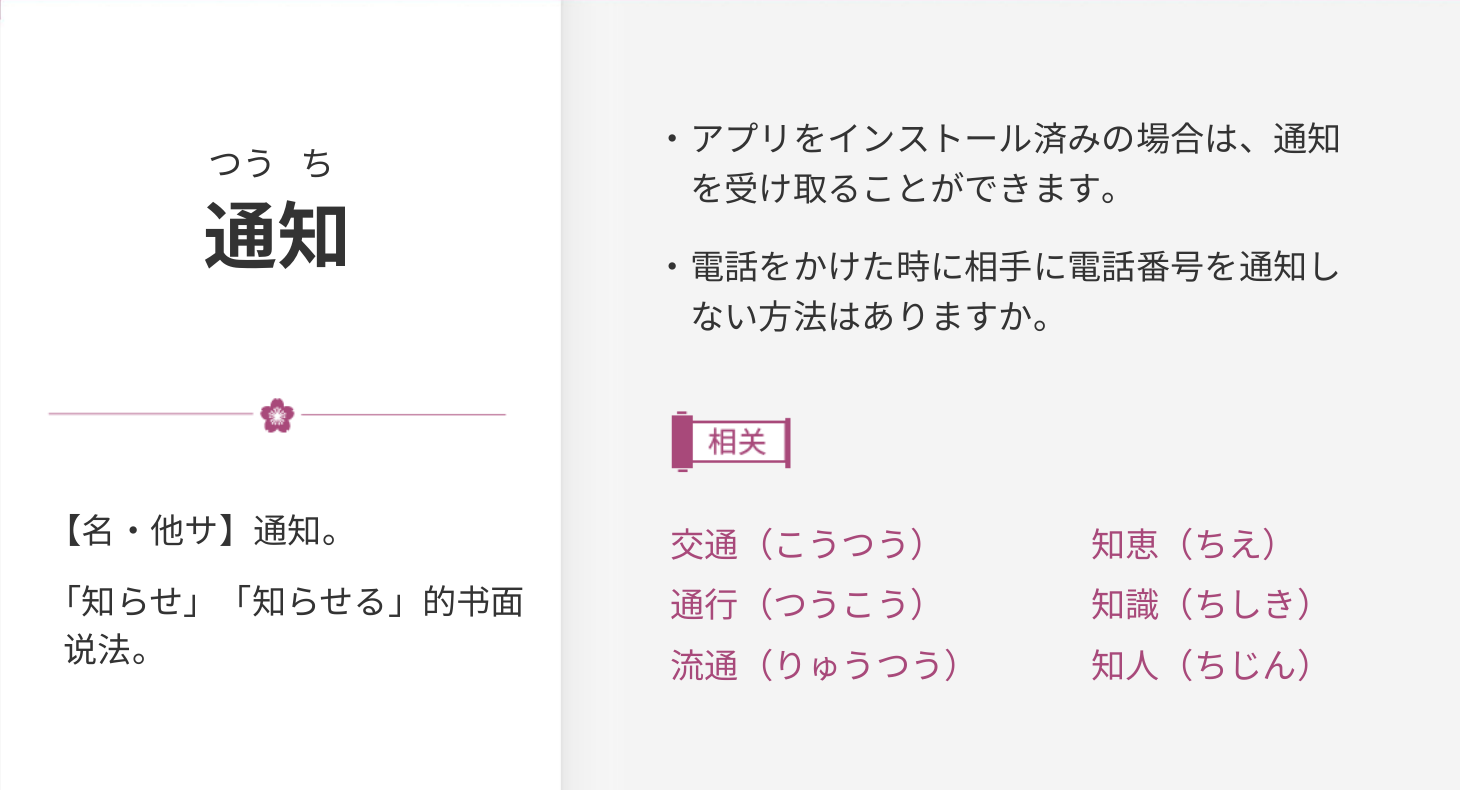 つう ち
通知
【名・他サ】通知。
「知らせ」「知らせる」的书面
说法。
・アプリをインストール済みの場合は、通知
を受け取ることができます。
・電話をかけた時に相手に電話番号を通知し
ない方法はありますか。
相关
交通（こうつう）
知恵（ちえ）
通行（つうこう）
知識（ちしき）
流通（りゅうつう）
知人（ちじん）